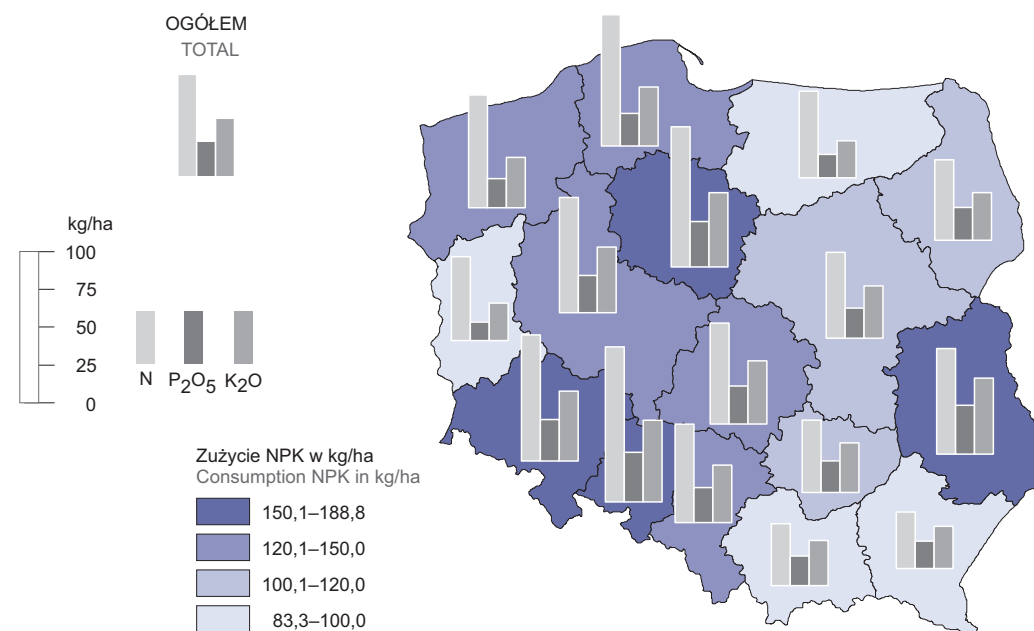 OGÓŁEM
TOTAL
kg/ha
100
75
50
25
0
N P₂O₅ K₂O
Zużycie NPK w kg/ha
Consumption NPK in kg/ha
150,1–188,8
120,1–150,0
100,1–120,0
83,3–100,0